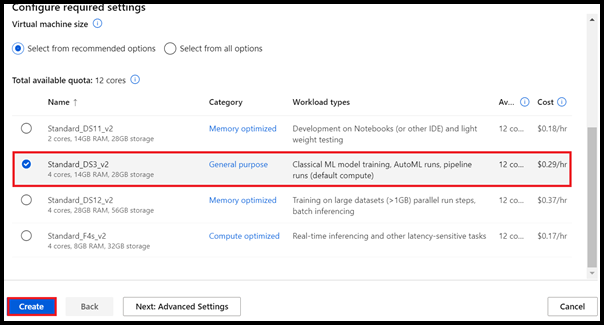 Configure required settings
Virtual machine size
Select from recommended options
Select from all options
Total available quota: 12 cores
Name ↑ Category Workload types Av... Cost
Standard_DS11_v2 Memory optimized Development on Notebooks (or other IDE) and light 12 co... $0.18/hr
2 cores, 14GB RAM, 28GB storage weight testing
Standard_DS3_v2 General purpose Classical ML model training, AutoML runs, pipeline 12 co... $0.29/hr
4 cores, 14GB RAM, 28GB storage runs (default compute)
Standard_DS12_v2 Memory optimized Training on large datasets (>1GB) parallel run steps, 12 co... $0.37/hr
4 cores, 28GB RAM, 56GB storage batch inferencing
Standard_F4s_v2 Compute optimized Real-time inferencing and other latency-sensitive tasks 12 co... $0.17/hr
4 cores, 8GB RAM, 32GB storage
Create Back Next: Advanced Settings Cancel